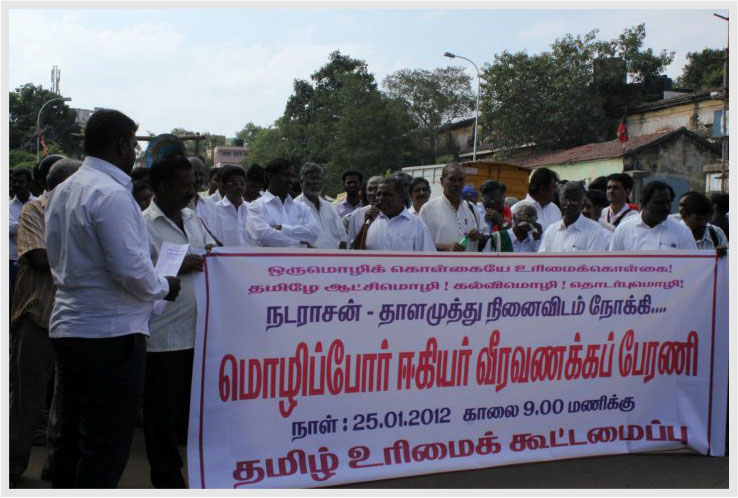 ஒருமொழிக் கொள்கையே உரிமைக்கொள்கை!
தமிழே ஆட்சிமொழி ! கல்விமொழி ! தொடர்புமொழி!
நடராசன் - தாளமுத்து நினைவிடம் நோக்கி....
மொழிப்போர் ஈகியர் வீரவணக்கப் பேரணி
நாள் : 25.01.2012 காலை 9.00 மணிக்கு
தமிழ் உரிமைக் கூட்டமைப்பு